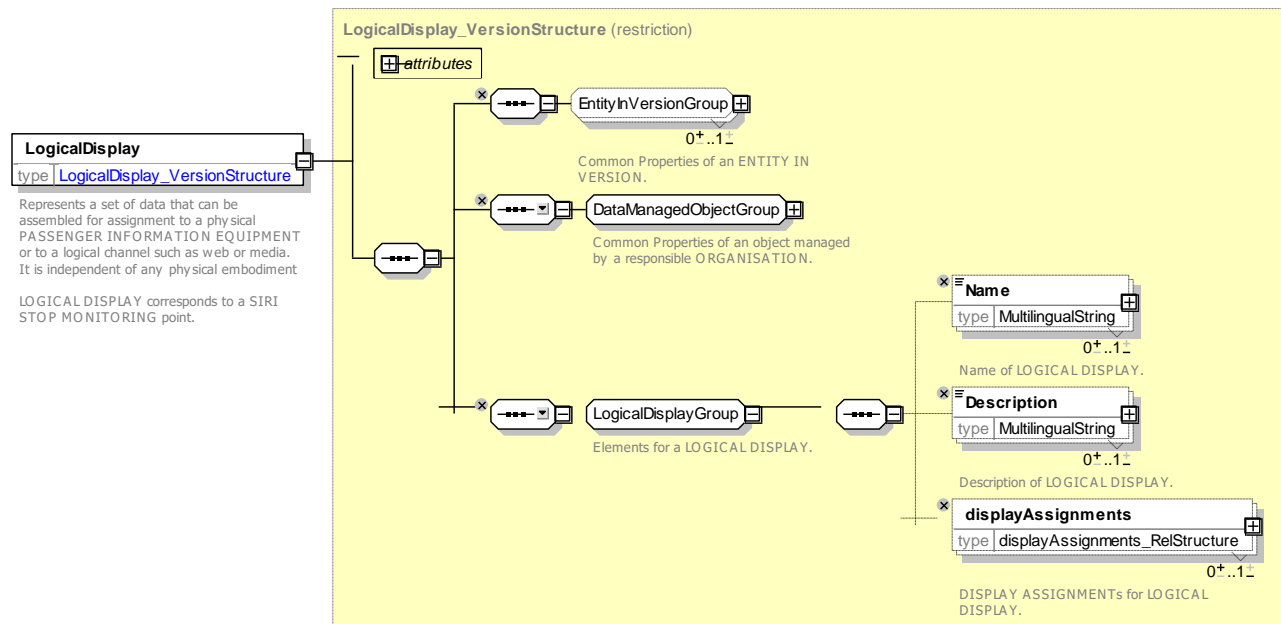 LogicalDisplay_VersionStructure (restriction)
attributes
EntityInVersionGroup
0..1
Common Properties of an ENTITY IN
VERSION.
LogicalDisplay
type LogicalDisplay_VersionStructure
Represents a set of data that can be
assembled for assignment to a physical
PASSENGER INFORMATION EQUIPMENT
or to a logical channel such as web or media.
It is independent of any physical embodiment
LOGICAL DISPLAY corresponds to a SIRI
STOP MONITORING point.
DataManagedObjectGroup
Common Properties of an object managed
by a responsible ORGANISATION.
LogicalDisplayGroup
Elements for a LOGICAL DISPLAY.
Name
type MultilingualString
0..1
Name of LOGICAL DISPLAY.
Description
type MultilingualString
0..1
Description of LOGICAL DISPLAY.
displayAssignments
type displayAssignments_RelStructure
0..1
DISPLAY ASSIGNMENTs for LOGICAL
DISPLAY.